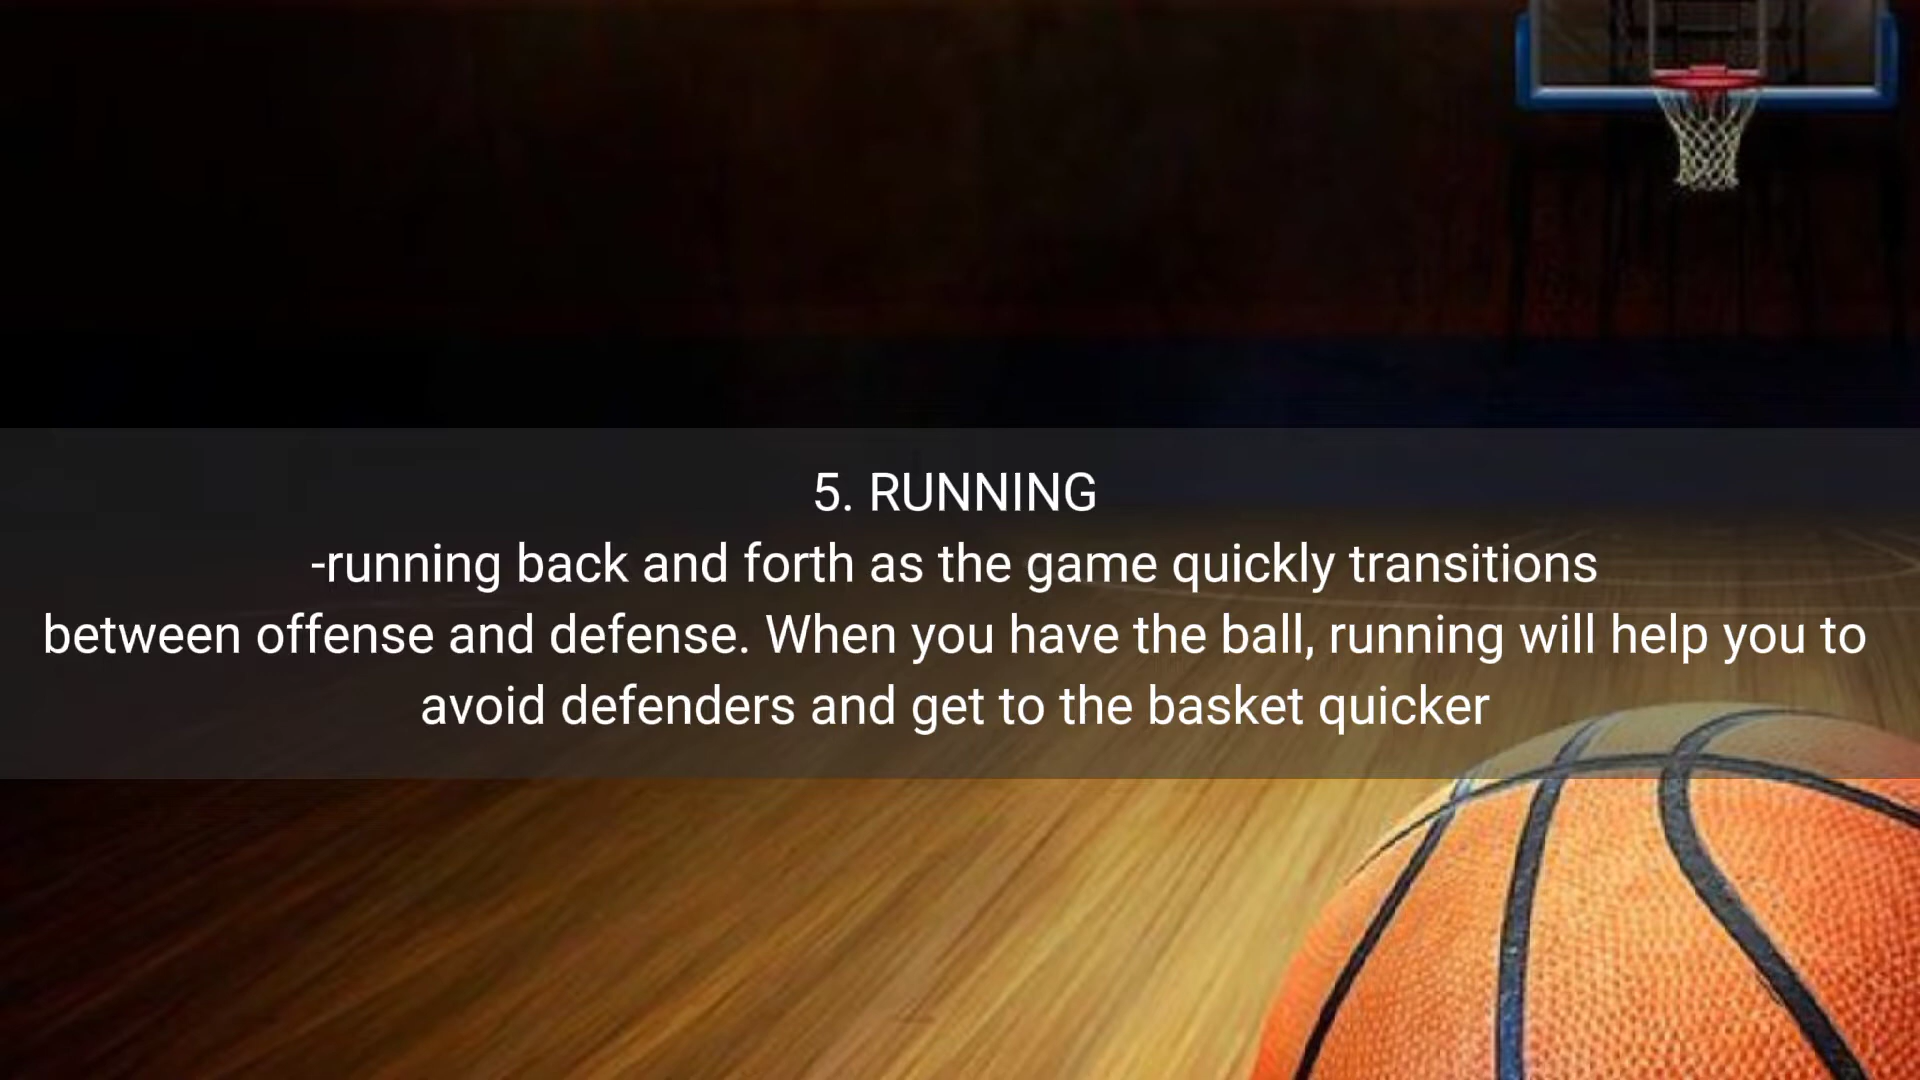 5. RUNNING
-running back and forth as the game quickly transitions
between offense and defense. When you have the ball, running will help you to
avoid defenders and get to the basket quicker